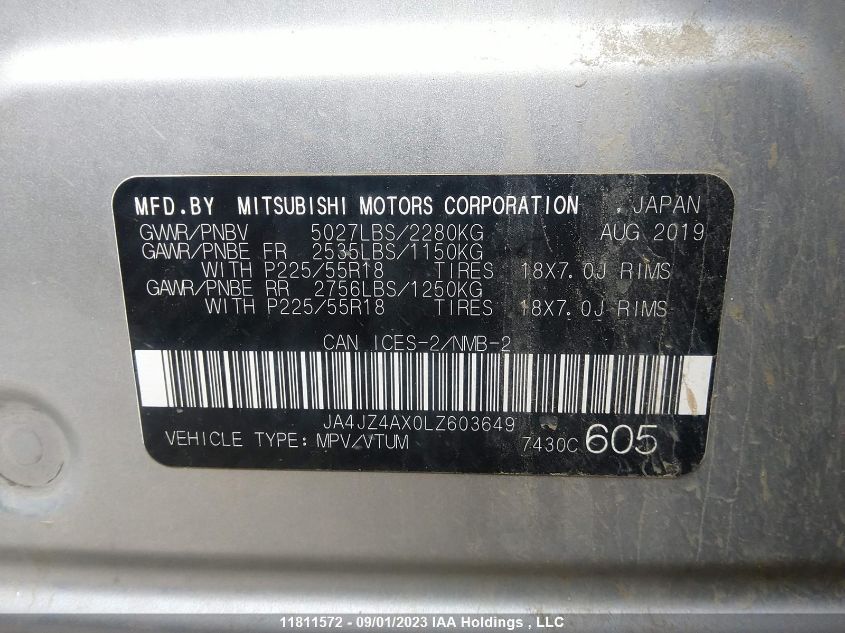 MFD.BY MITSUBISHI MOTORS CORPORATION , JAPAN
GVWR/PNBV 5027LBS/2280KG AUG 2019
GAWR/PNBE FR 2535LBS/1150KG
WITH P225/55R18 TIRES 18X7.0J RIMS
GAWR/PNBE RR 2756LBS/1250KG
WITH P225/55R18 TIRES 18X7.0J RIMS
CAN ICES-2/NMB-2
JA4JZ4AX0LZ603649
VEHICLE TYPE: MPV/VTUM 7430C 605
11811572 - 09/01/2023 IAA Holdings , LLC